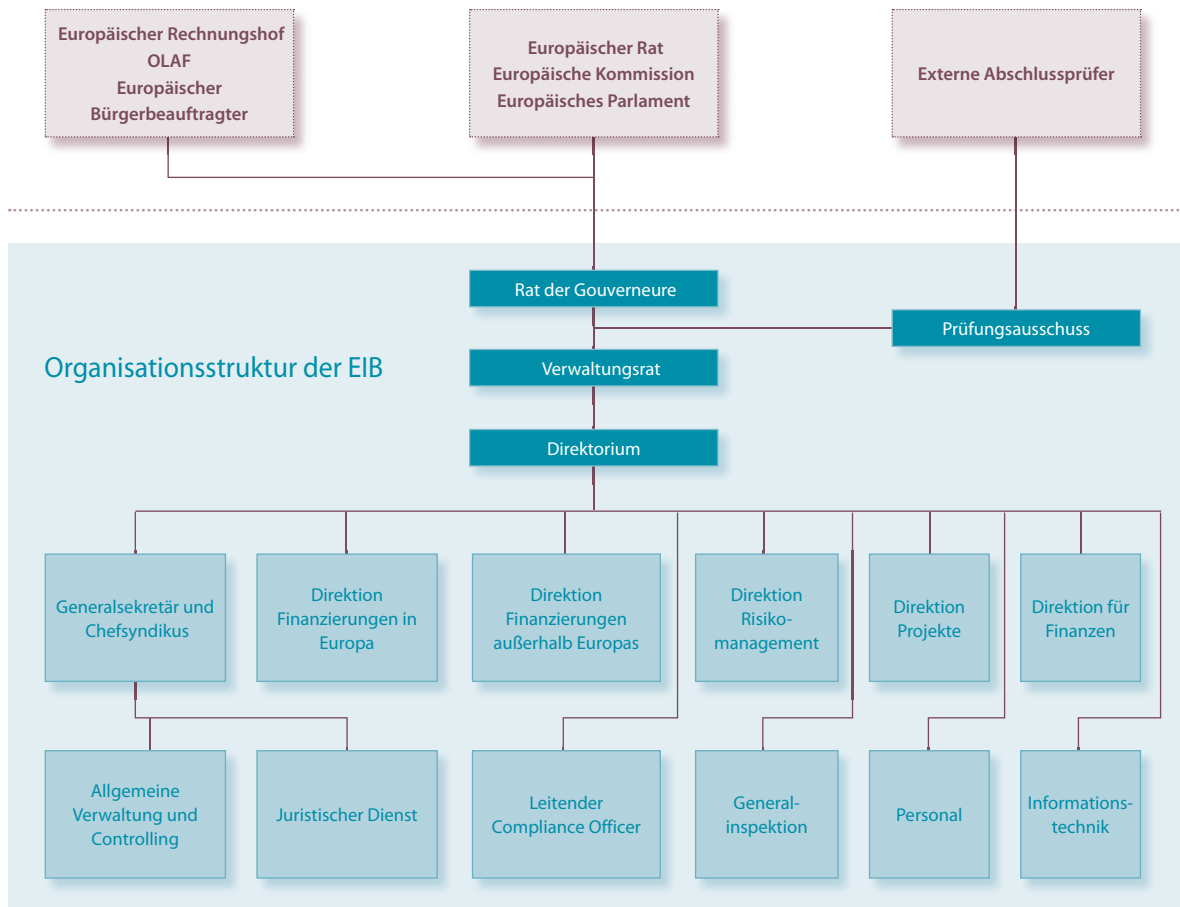 Europäischer Rechnungshof
OLAF
Europäischer
Bürgerbeauftragter
Europäischer Rat
Europäische Kommission
Europäisches Parlament
Externe Abschlussprüfer
Rat der Gouverneure
Prüfungsausschuss
Organisationsstruktur der EIB
Verwaltungsrat
Direktorium
Generalsekretär und
Chefsyndikus
Direktion
Finanzierungen in
Europa
Direktion
Finanzierungen
außerhalb Europas
Direktion
Risiko-
management
Direktion
Projekte
Direktion für
Finanzen
Allgemeine
Verwaltung und
Controlling
Juristischer Dienst
Leitender
Compliance Officer
General-
inspektion
Personal
Informations-
technik